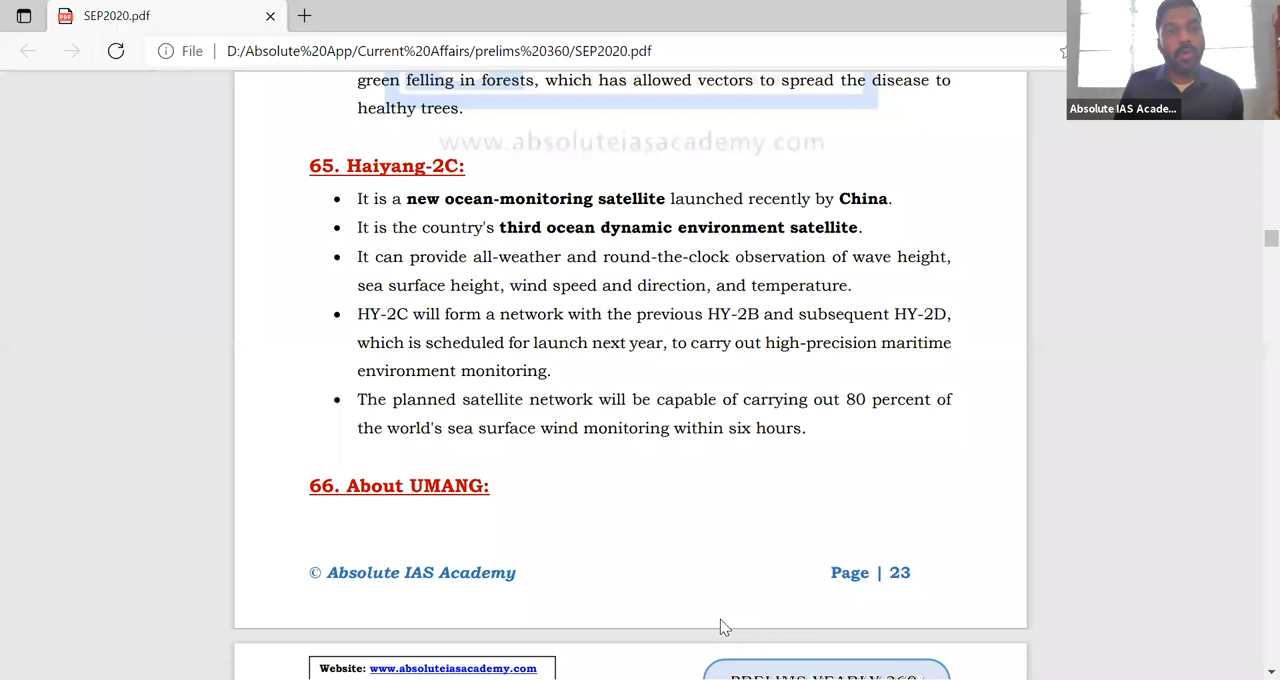 SEP2020.pdf
File | D:/Absolute%20App/Current%20Affairs/prelims%20360/SEP2020.pdf
Absolute IAS Acade...
green felling in forests, which has allowed vectors to spread the disease to
healthy trees.
www.absoluteiasacademy.com
65. Haiyang-2C:
• It is a new ocean-monitoring satellite launched recently by China.
• It is the country's third ocean dynamic environment satellite.
• It can provide all-weather and round-the-clock observation of wave height,
sea surface height, wind speed and direction, and temperature.
• HY-2C will form a network with the previous HY-2B and subsequent HY-2D,
which is scheduled for launch next year, to carry out high-precision maritime
environment monitoring.
• The planned satellite network will be capable of carrying out 80 percent of
the world's sea surface wind monitoring within six hours.
66. About UMANG:
© Absolute IAS Academy Page | 23
Website: www.absoluteiasacademy.com
PRELIMS YEARLY 360